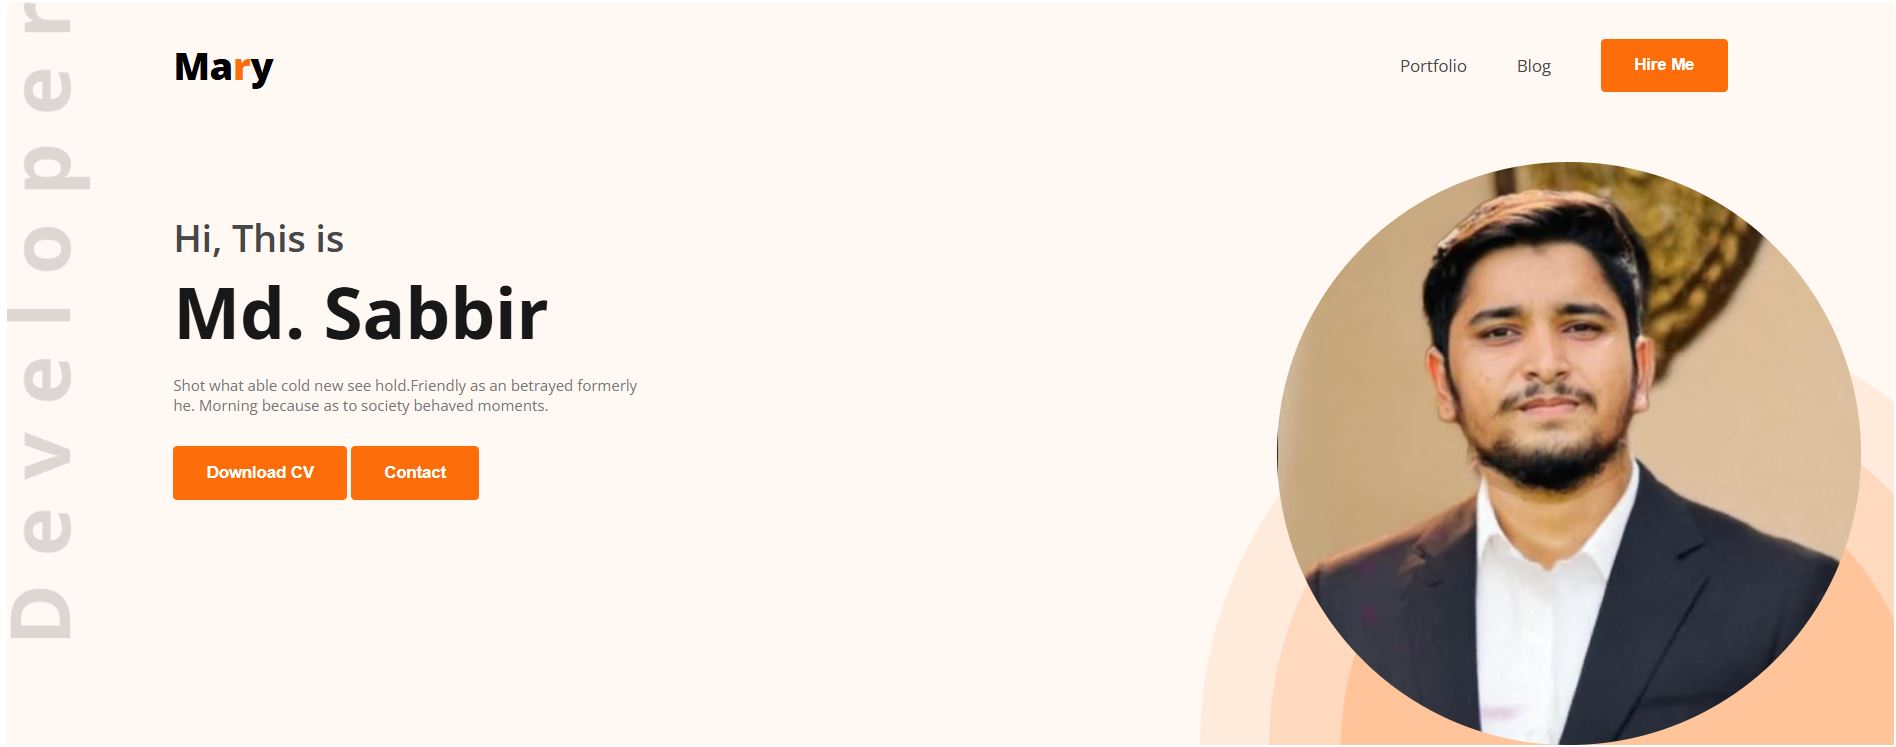 Developer
Mary
Portfolio
Blog
Hire Me
Hi, This is
Md. Sabbir
Shot what able cold new see hold.Friendly as an betrayed formerly
he. Morning because as to society behaved moments.
Download CV
Contact